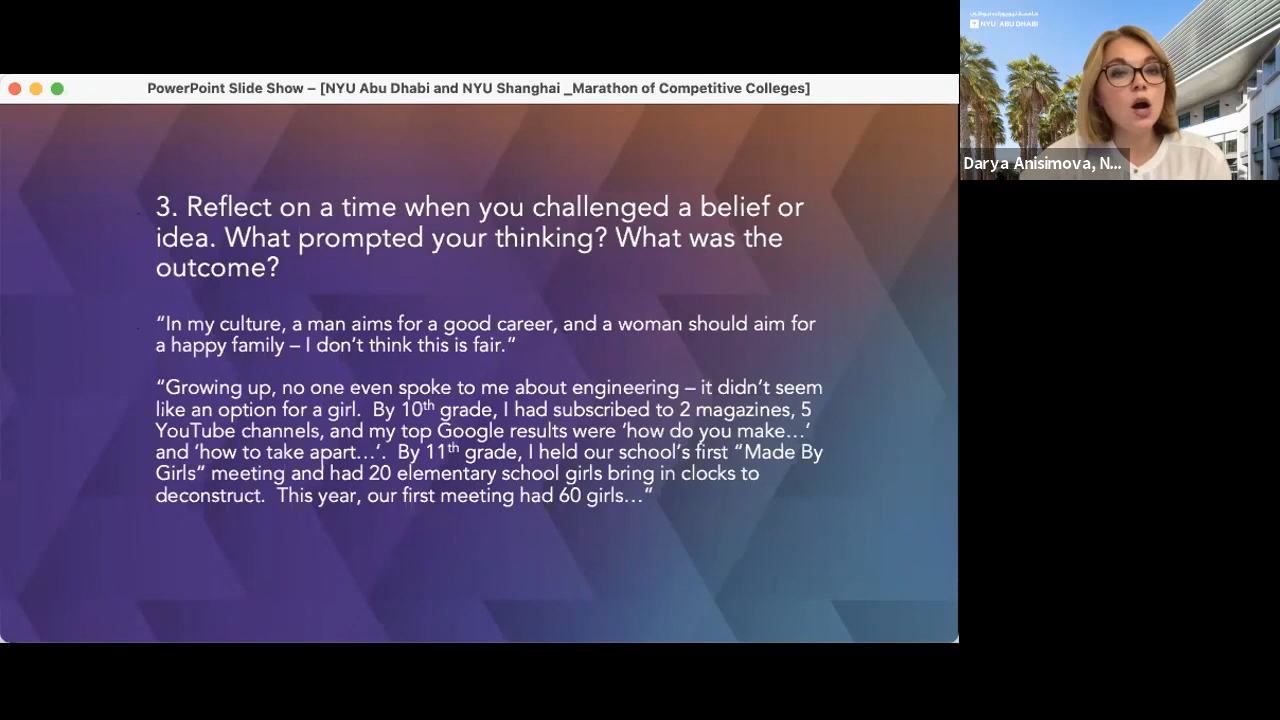 PowerPoint Slide Show – [NYU Abu Dhabi and NYU Shanghai _Marathon of Competitive Colleges]
3. Reflect on a time when you challenged a belief or
idea. What prompted your thinking? What was the
outcome?
“In my culture, a man aims for a good career, and a woman should aim for
a happy family – I don’t think this is fair.”
“Growing up, no one even spoke to me about engineering – it didn’t seem
like an option for a girl.  By 10th grade, I had subscribed to 2 magazines, 5
YouTube channels, and my top Google results were ‘how do you make…’
and ‘how to take apart…’.  By 11th grade, I held our school’s first “Made By
Girls“ meeting and had 20 elementary school girls bring in clocks to
deconstruct.  This year, our first meeting had 60 girls…“
جامعة نيويورك أبوظبي
NYU ABU DHABI
Darya Anisimova, N...